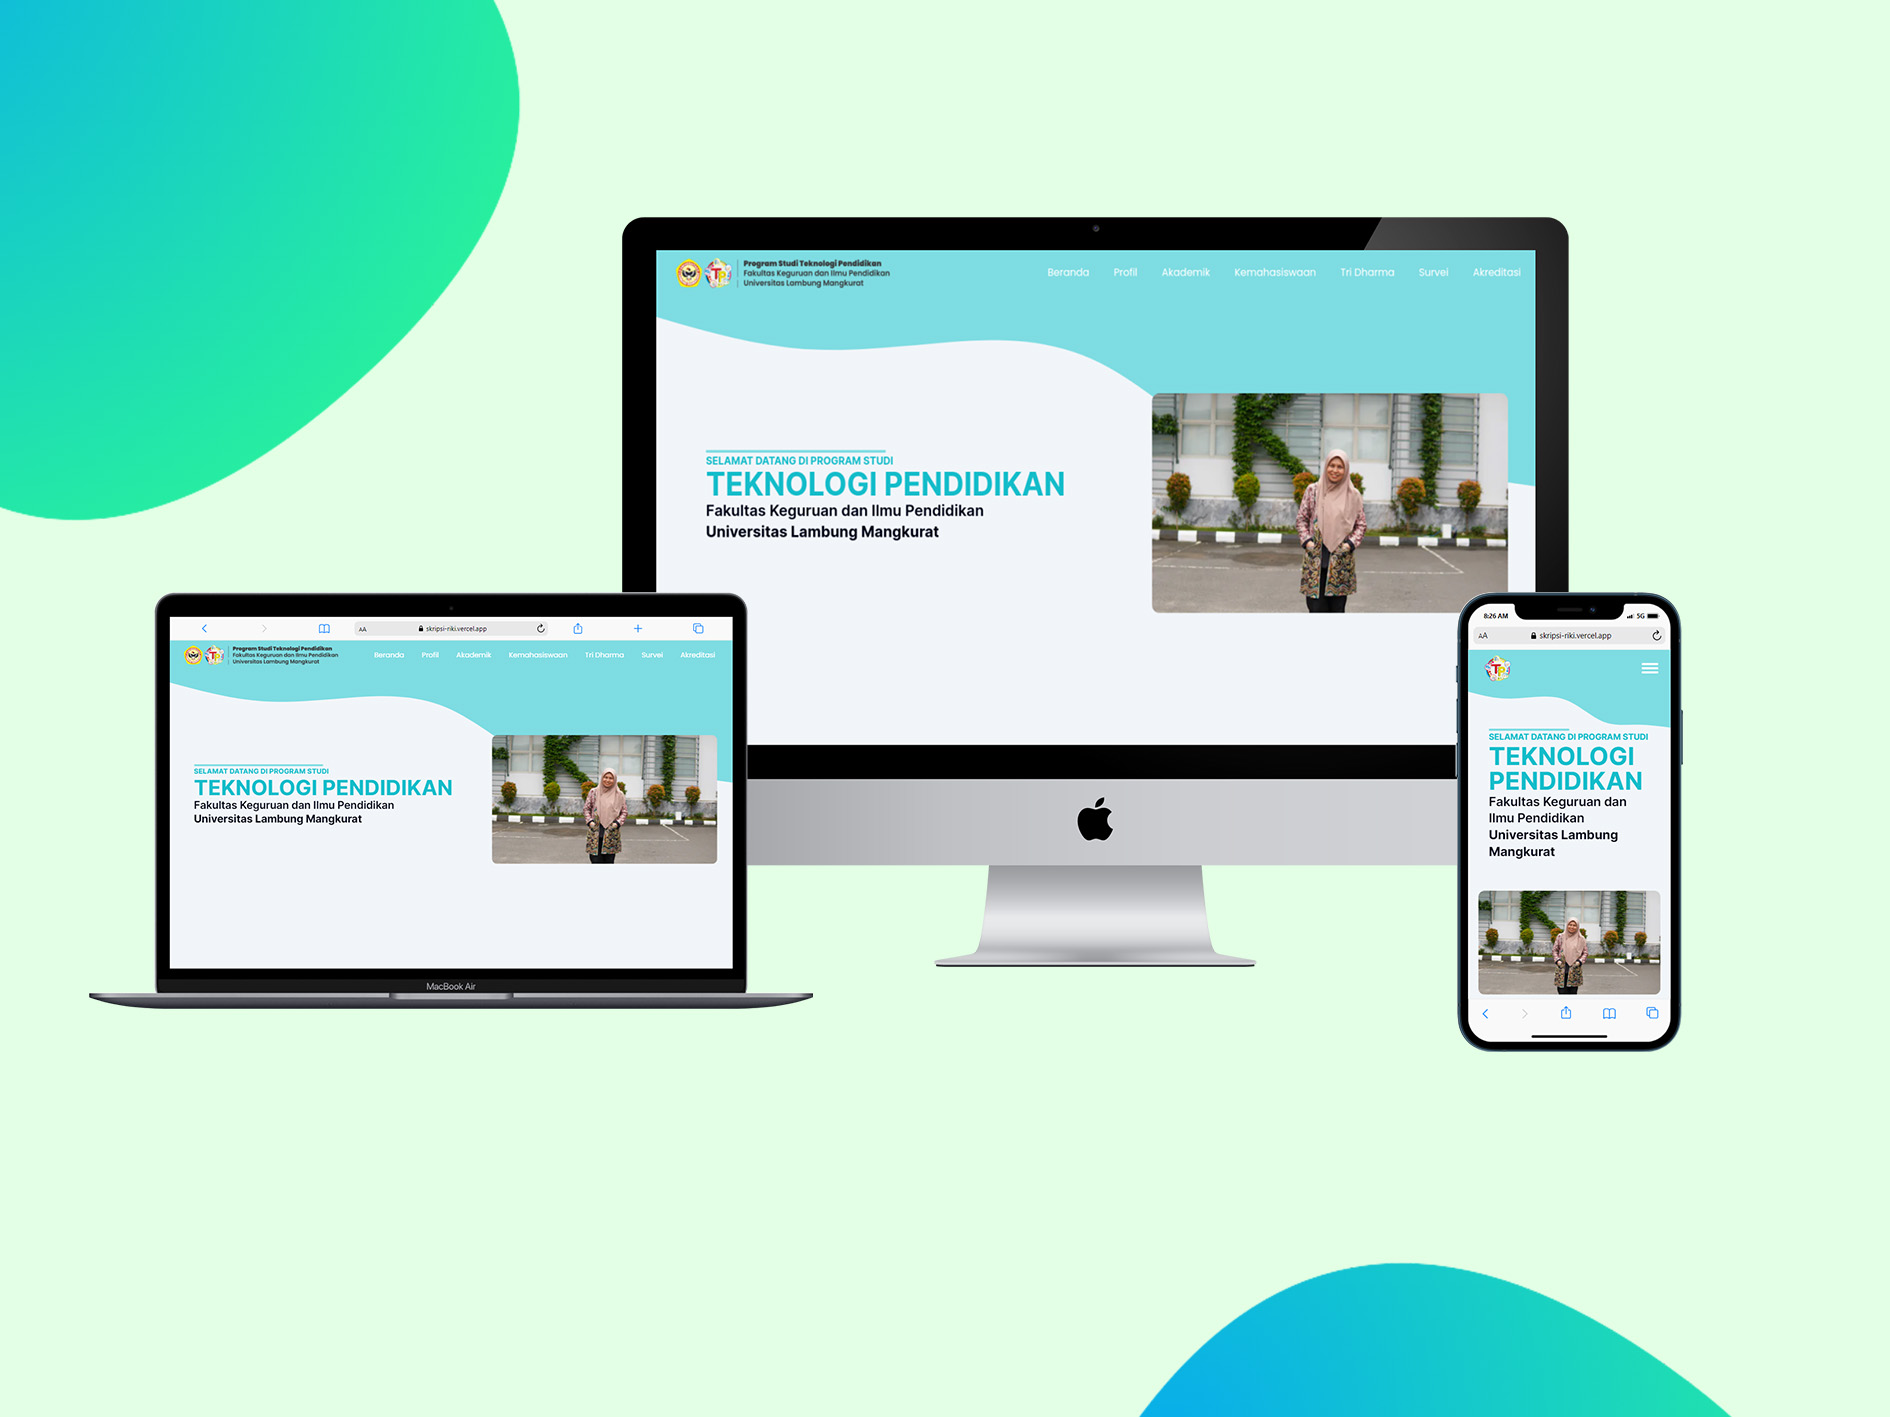 Program Studi Teknologi Pendidikan
Fakultas Keguruan dan Ilmu Pendidikan
Universitas Lambung Mangkurat
Beranda Profil Akademik Kemahasiswaan Tri Dharma Survei Akreditasi
SELAMAT DATANG DI PROGRAM STUDI
TEKNOLOGI PENDIDIKAN
Fakultas Keguruan dan Ilmu Pendidikan
Universitas Lambung Mangkurat
AA skripsi-riki.vercel.app
Program Studi Teknologi Pendidikan
Fakultas Keguruan dan Ilmu Pendidikan
Universitas Lambung Mangkurat
Beranda Profil Akademik Kemahasiswaan Tri Dharma Survei Akreditasi
SELAMAT DATANG DI PROGRAM STUDI
TEKNOLOGI PENDIDIKAN
Fakultas Keguruan dan Ilmu Pendidikan
Universitas Lambung Mangkurat
MacBook Air
8:26 AM 5G
AA skripsi-riki.vercel.app
SELAMAT DATANG DI PROGRAM STUDI
TEKNOLOGI
PENDIDIKAN
Fakultas Keguruan dan
Ilmu Pendidikan
Universitas Lambung
Mangkurat